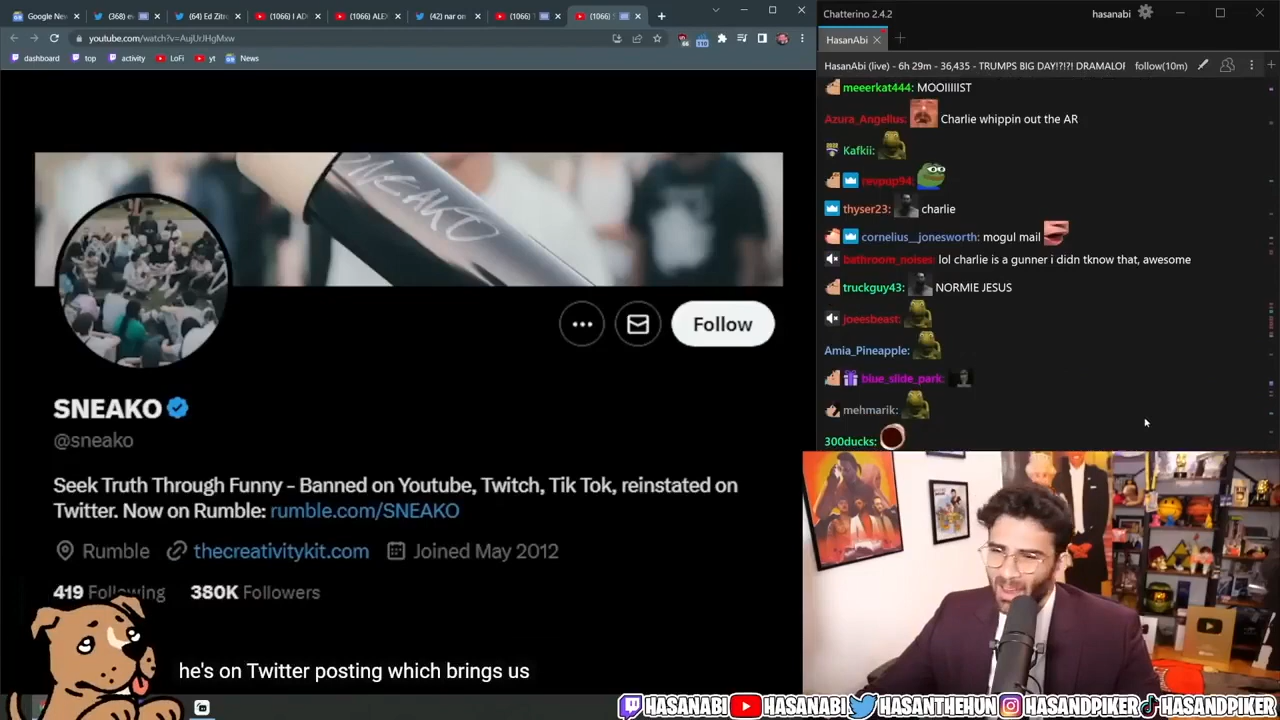 Google New
(368) e
(64) Ed Zitro
(1066) I AD
(1066) ALEX
(42) nar on
(1066) "
(1066) S
youtube.com/watch?v=AujUrJHgMxw
dashboard
top
activity
LoFi
yt
News
SNEAKO
Follow
SNEAKO
@sneako
Seek Truth Through Funny - Banned on Youtube, Twitch, Tik Tok, reinstated on
Twitter. Now on Rumble: rumble.com/SNEAKO
Rumble thecreativitykit.com Joined May 2012
419 Following 380K Followers
he's on Twitter posting which brings us
Chatterino 2.4.2
hasanabi
HasanAbi
HasanAbi (live) - 6h 29m - 36,435 - TRUMPS BIG DAY!?!?! DRAMALOF
follow(10m)
meeerkat444: MOOIIIIIST
Azura_Angellus: Charlie whippin out the AR
Kafkii:
revpup94:
thyser23: charlie
cornelius__jonesworth: mogul mail
bathroom_noises: lol charlie is a gunner i didn tknow that, awesome
truckguy43: NORMIE JESUS
joeesbeast:
Amia_Pineapple:
blue_slide_park:
mehmarik:
300ducks:
HASANABI HASANABI HASANTHEHUN HASANDPIKER HASANDPIKER